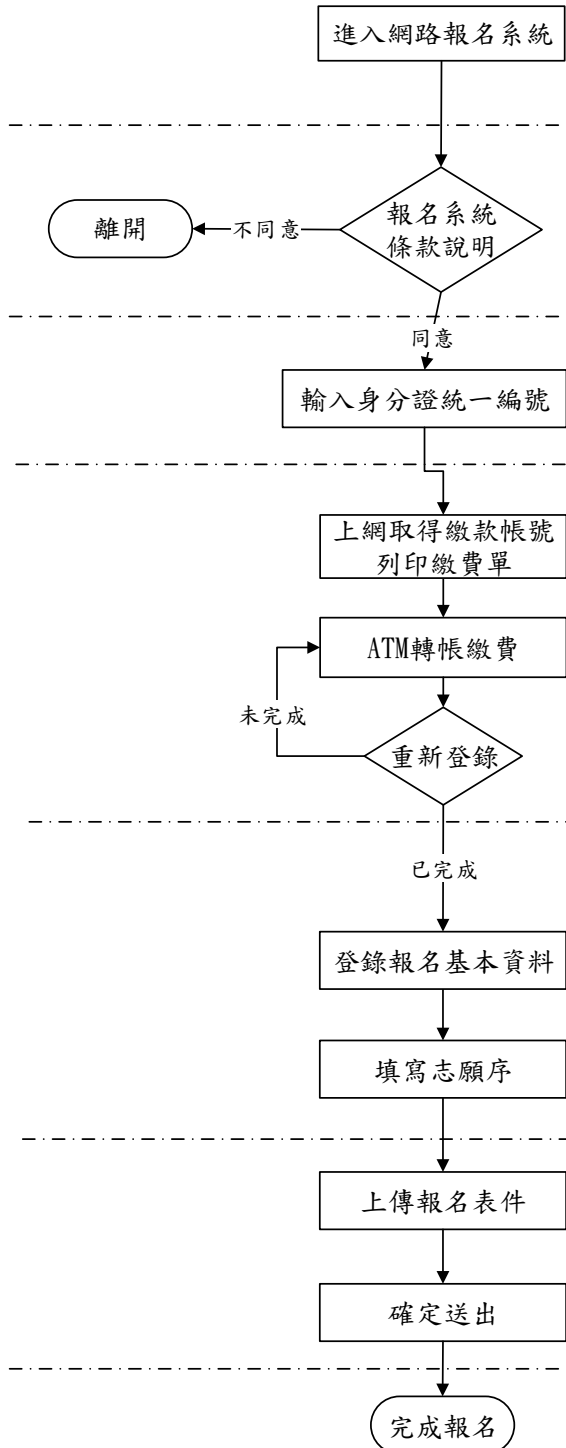 進入網路報名系統
報名系統
條款說明
不同意
離開
同意
輸入身分證統一編號
上網取得繳款帳號
列印繳費單
ATM轉帳繳費
未完成
重新登錄
已完成
登錄報名基本資料
填寫志願序
上傳報名表件
確定送出
完成報名